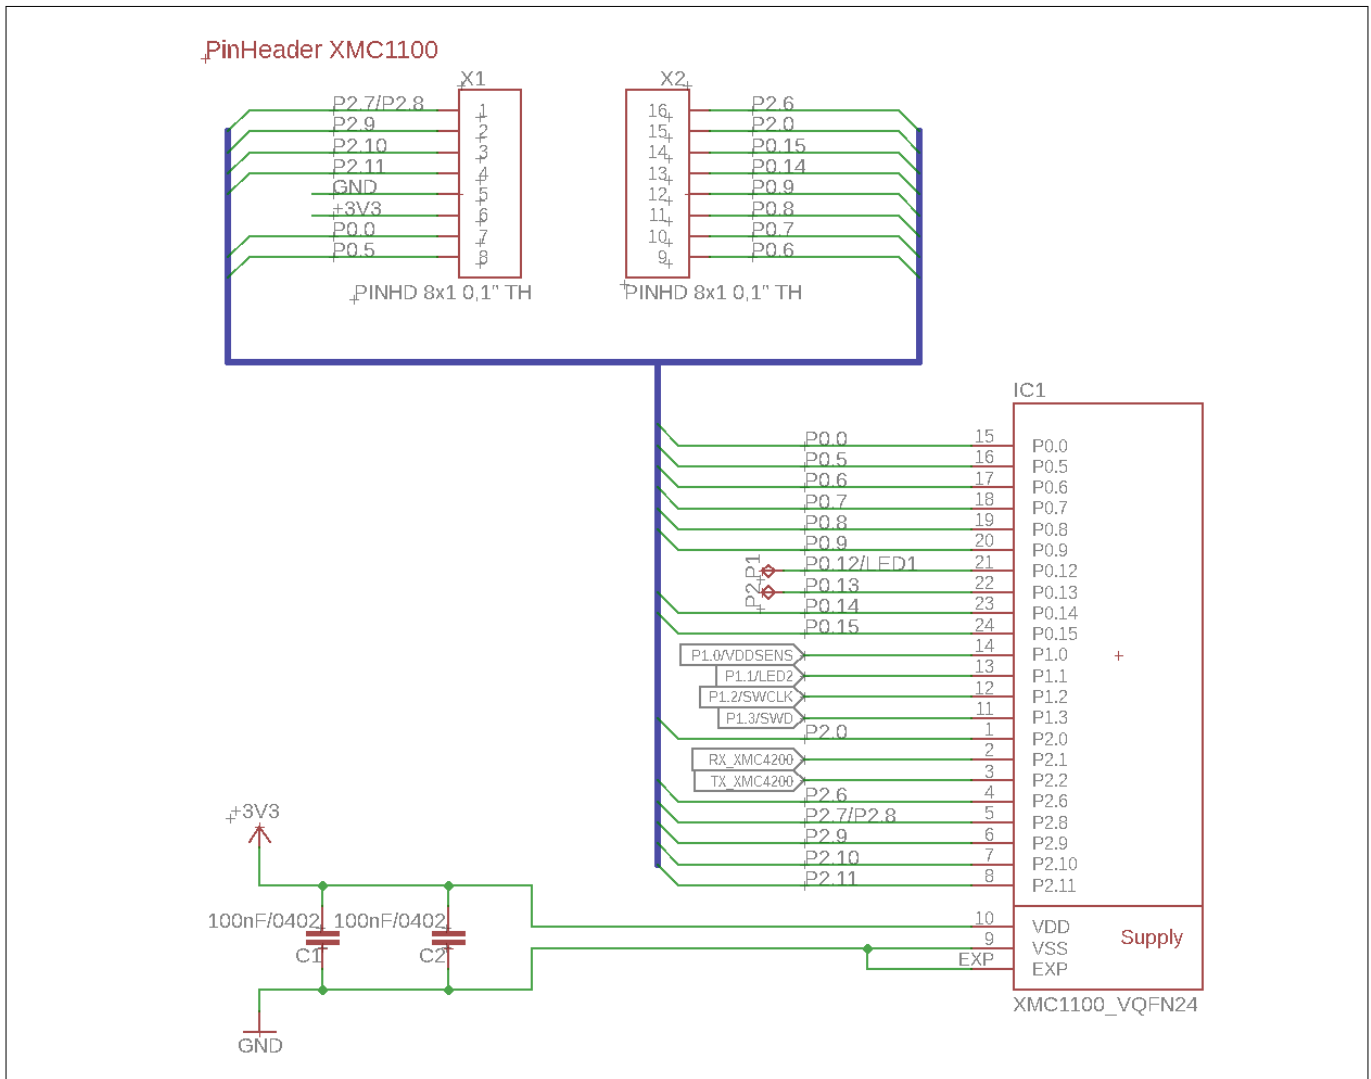 PinHeader XMC1100
X1
X2
P2.7/P2.8 1
P2.9 2
P2.10 3
P2.11 4
GND 5
+3V3 6
P0.0 7
P0.5 8
16 P2.6
15 P2.0
14 P0.15
13 P0.14
12 P0.9
11 P0.8
10 P0.7
9 P0.6
PINHD 8x1 0,1" TH
PINHD 8x1 0,1" TH
IC1
P0.0 15 P0.0
P0.5 16 P0.5
P0.6 17 P0.6
P0.7 18 P0.7
P0.8 19 P0.8
P0.9 20 P0.9
P1 P0.12/LED1 21 P0.12
P2 P0.13 22 P0.13
P0.14 23 P0.14
P0.15 24 P0.15
P1.0/VDDSENS 14 P1.0
P1.1/LED2 13 P1.1
P1.2/SWCLK 12 P1.2
P1.3/SWD 11 P1.3
P2.0 1 P2.0
RX_XMC4200 2 P2.1
TX_XMC4200 3 P2.2
P2.6 4 P2.6
P2.7/P2.8 5 P2.8
P2.9 6 P2.9
P2.10 7 P2.10
P2.11 8 P2.11
+3V3
100nF/0402 100nF/0402
C1 C2
GND
10 VDD
9 VSS
EXP EXP
Supply
XMC1100_VQFN24